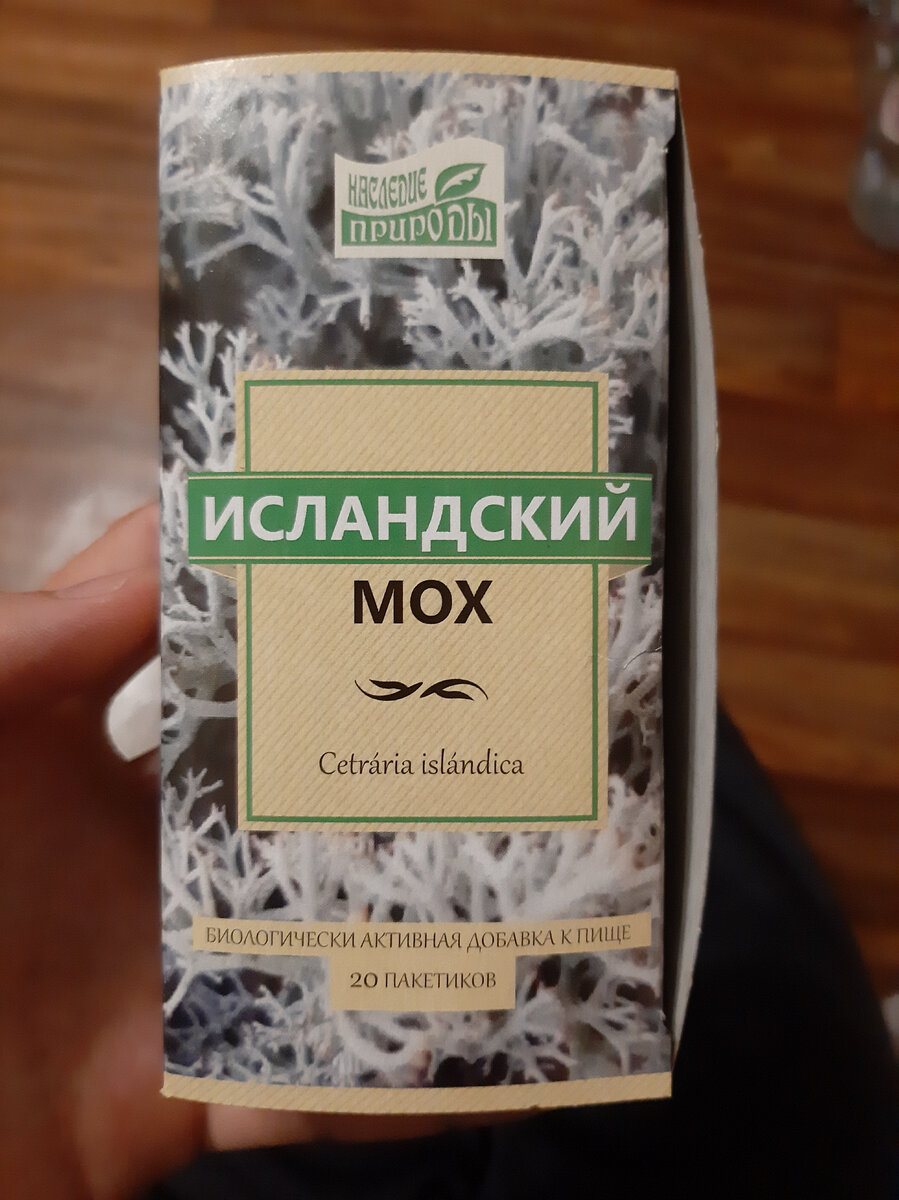 НАСЛЕДИЕ
ПРИРОДЫ
ИСЛАНДСКИЙ
МОХ
Cetrária islándica
БИОЛОГИЧЕСКИ АКТИВНАЯ ДОБАВКА К ПИЩЕ
20 ПАКЕТИКОВ